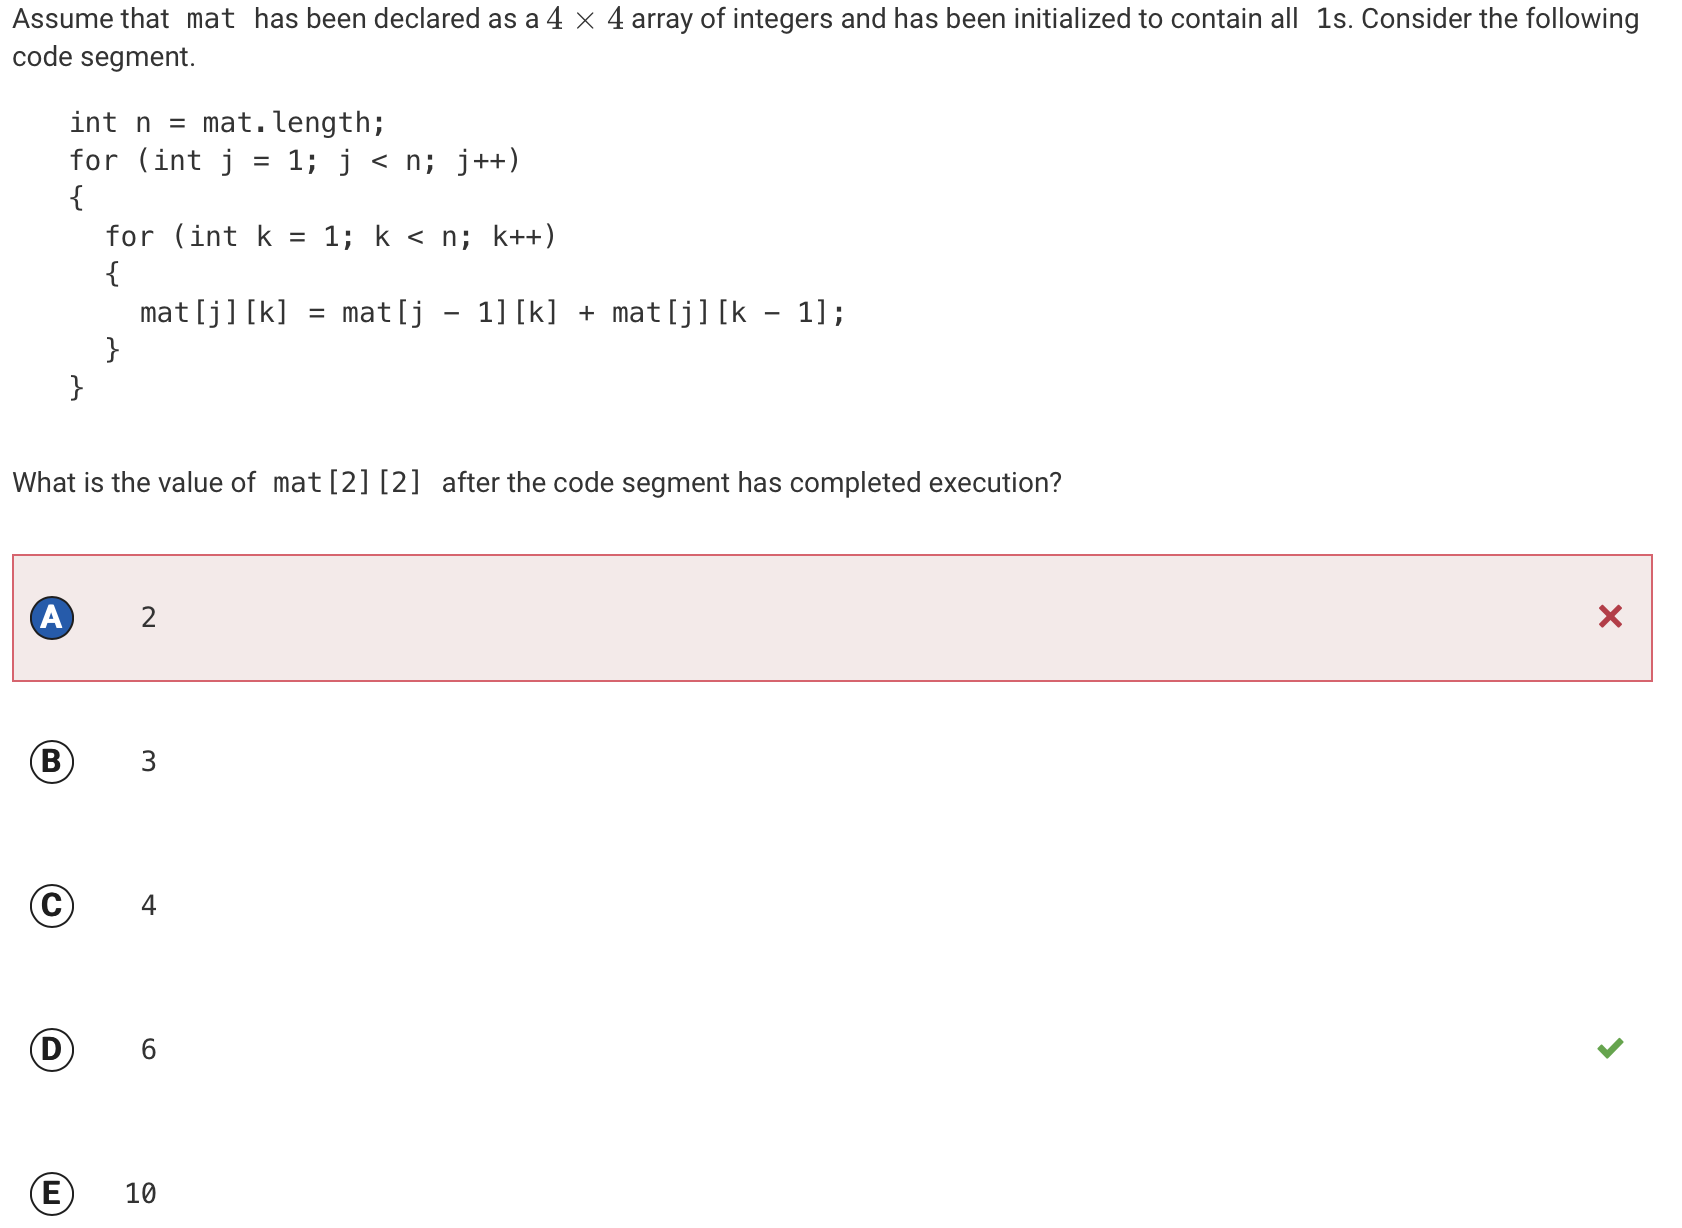 Assume that mat has been declared as a 4 × 4 array of integers and has been initialized to contain all 1s. Consider the following
code segment.
int n = mat.length;
for (int j = 1; j < n; j++)
{
for (int k = 1; k < n; k++)
{
mat[j][k] = mat[j - 1][k] + mat[j][k - 1];
}
}
What is the value of mat[2][2] after the code segment has completed execution?
A 2
B 3
C 4
D 6
E 10